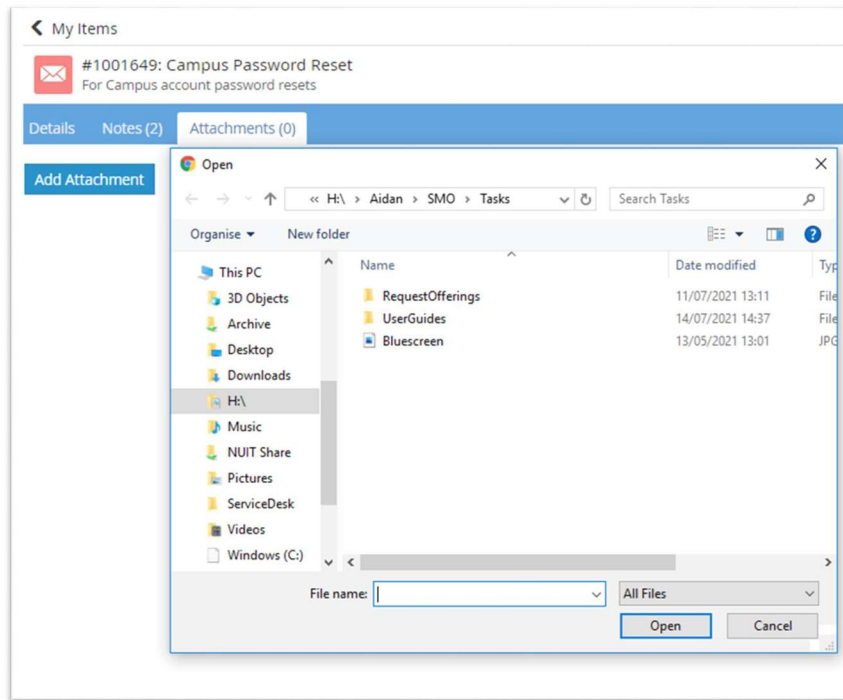 My Items
#1001649: Campus Password Reset
For Campus account password resets
Details Notes (2) Attachments (0)
Add Attachment
Open
« H:\ > Aidan > SMO > Tasks Search Tasks
Organise New folder
This PC
3D Objects
Archive
Desktop
Downloads
H:\
Music
NUIT Share
Pictures
ServiceDesk
Videos
Windows (C:)
Name Date modified Typ
RequestOfferings 11/07/2021 13:11 File
UserGuides 14/07/2021 14:37 File
Bluescreen 13/05/2021 13:01 JPG
File name: All Files
Open Cancel